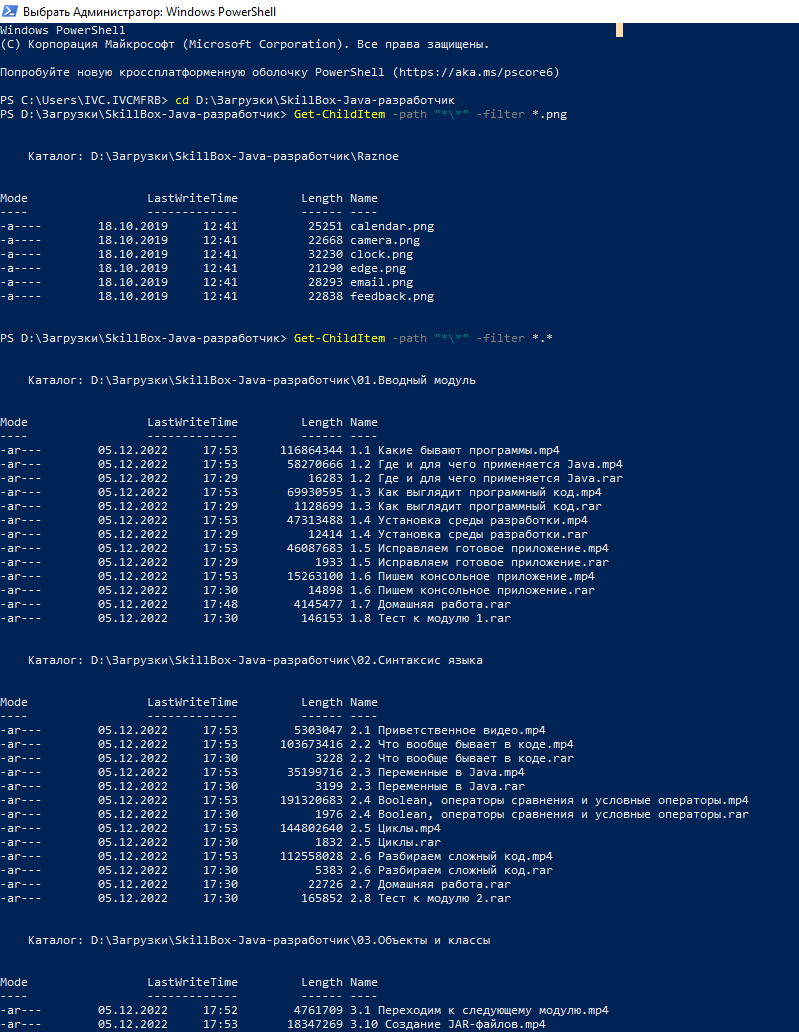 Выбрать Администратор: Windows PowerShell
Windows PowerShell
(C) Корпорация Майкрософт (Microsoft Corporation). Все права защищены.
Попробуйте новую кроссплатформенную оболочку PowerShell (https://aka.ms/pscore6)
PS C:\Users\IVC.IVCMFRB> cd D:\Загрузки\SkillBox-Java-разработчик
PS D:\Загрузки\SkillBox-Java-разработчик> Get-ChildItem -path "*\*" -filter *.png
Каталог: D:\Загрузки\SkillBox-Java-разработчик\Raznoe
Mode LastWriteTime Length Name
---- ------------- ------ ----
-a---- 18.10.2019 12:41 25251 calendar.png
-a---- 18.10.2019 12:41 22668 camera.png
-a---- 18.10.2019 12:41 32230 clock.png
-a---- 18.10.2019 12:41 21290 edge.png
-a---- 18.10.2019 12:41 28293 email.png
-a---- 18.10.2019 12:41 22838 feedback.png
PS D:\Загрузки\SkillBox-Java-разработчик> Get-ChildItem -path "*\*" -filter *.*
Каталог: D:\Загрузки\SkillBox-Java-разработчик\01.Вводный модуль
Mode LastWriteTime Length Name
---- ------------- ------ ----
-ar--- 05.12.2022 17:53 116864344 1.1 Какие бывают программы.mp4
-ar--- 05.12.2022 17:53 58270666 1.2 Где и для чего применяется Java.mp4
-ar--- 05.12.2022 17:29 16283 1.2 Где и для чего применяется Java.rar
-ar--- 05.12.2022 17:53 69930595 1.3 Как выглядит программный код.mp4
-ar--- 05.12.2022 17:29 1128699 1.3 Как выглядит программный код.rar
-ar--- 05.12.2022 17:53 47313488 1.4 Установка среды разработки.mp4
-ar--- 05.12.2022 17:29 12414 1.4 Установка среды разработки.rar
-ar--- 05.12.2022 17:53 46087683 1.5 Исправляем готовое приложение.mp4
-ar--- 05.12.2022 17:29 1933 1.5 Исправляем готовое приложение.rar
-ar--- 05.12.2022 17:53 15263100 1.6 Пишем консольное приложение.mp4
-ar--- 05.12.2022 17:30 14898 1.6 Пишем консольное приложение.rar
-ar--- 05.12.2022 17:48 4145477 1.7 Домашняя работа.rar
-ar--- 05.12.2022 17:30 146153 1.8 Тест к модулю 1.rar
Каталог: D:\Загрузки\SkillBox-Java-разработчик\02.Синтаксис языка
Mode LastWriteTime Length Name
---- ------------- ------ ----
-ar--- 05.12.2022 17:53 5303047 2.1 Приветственное видео.mp4
-ar--- 05.12.2022 17:53 103673416 2.2 Что вообще бывает в коде.mp4
-ar--- 05.12.2022 17:30 3228 2.2 Что вообще бывает в коде.rar
-ar--- 05.12.2022 17:53 35199716 2.3 Переменные в Java.mp4
-ar--- 05.12.2022 17:30 3199 2.3 Переменные в Java.rar
-ar--- 05.12.2022 17:53 191320683 2.4 Boolean, операторы сравнения и условные операторы.mp4
-ar--- 05.12.2022 17:30 1976 2.4 Boolean, операторы сравнения и условные операторы.rar
-ar--- 05.12.2022 17:53 144802640 2.5 Циклы.mp4
-ar--- 05.12.2022 17:30 1832 2.5 Циклы.rar
-ar--- 05.12.2022 17:53 112558028 2.6 Разбираем сложный код.mp4
-ar--- 05.12.2022 17:30 5383 2.6 Разбираем сложный код.rar
-ar--- 05.12.2022 17:30 22726 2.7 Домашняя работа.rar
-ar--- 05.12.2022 17:30 165852 2.8 Тест к модулю 2.rar
Каталог: D:\Загрузки\SkillBox-Java-разработчик\03.Объекты и классы
Mode LastWriteTime Length Name
---- ------------- ------ ----
-ar--- 05.12.2022 17:52 4761709 3.1 Переходим к следующему модулю.mp4
-ar--- 05.12.2022 17:53 18347269 3.10 Создание JAR-файлов.mp4